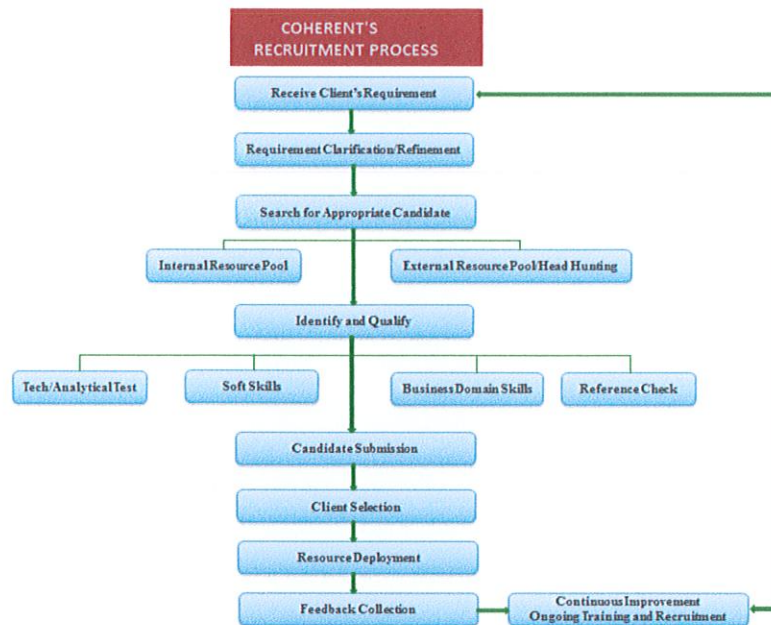 COHERENT'S
RECRUITMENT PROCESS
Receive Client's Requirement
Requirement Clarification/Refinement
Search for Appropriate Candidate
Internal Resource Pool
External Resource Pool/Head Hunting
Identify and Qualify
Tech/Analytical Test
Soft Skills
Business Domain Skills
Reference Check
Candidate Submission
Client Selection
Resource Deployment
Feedback Collection
Continuous Improvement
Ongoing Training and Recruitment